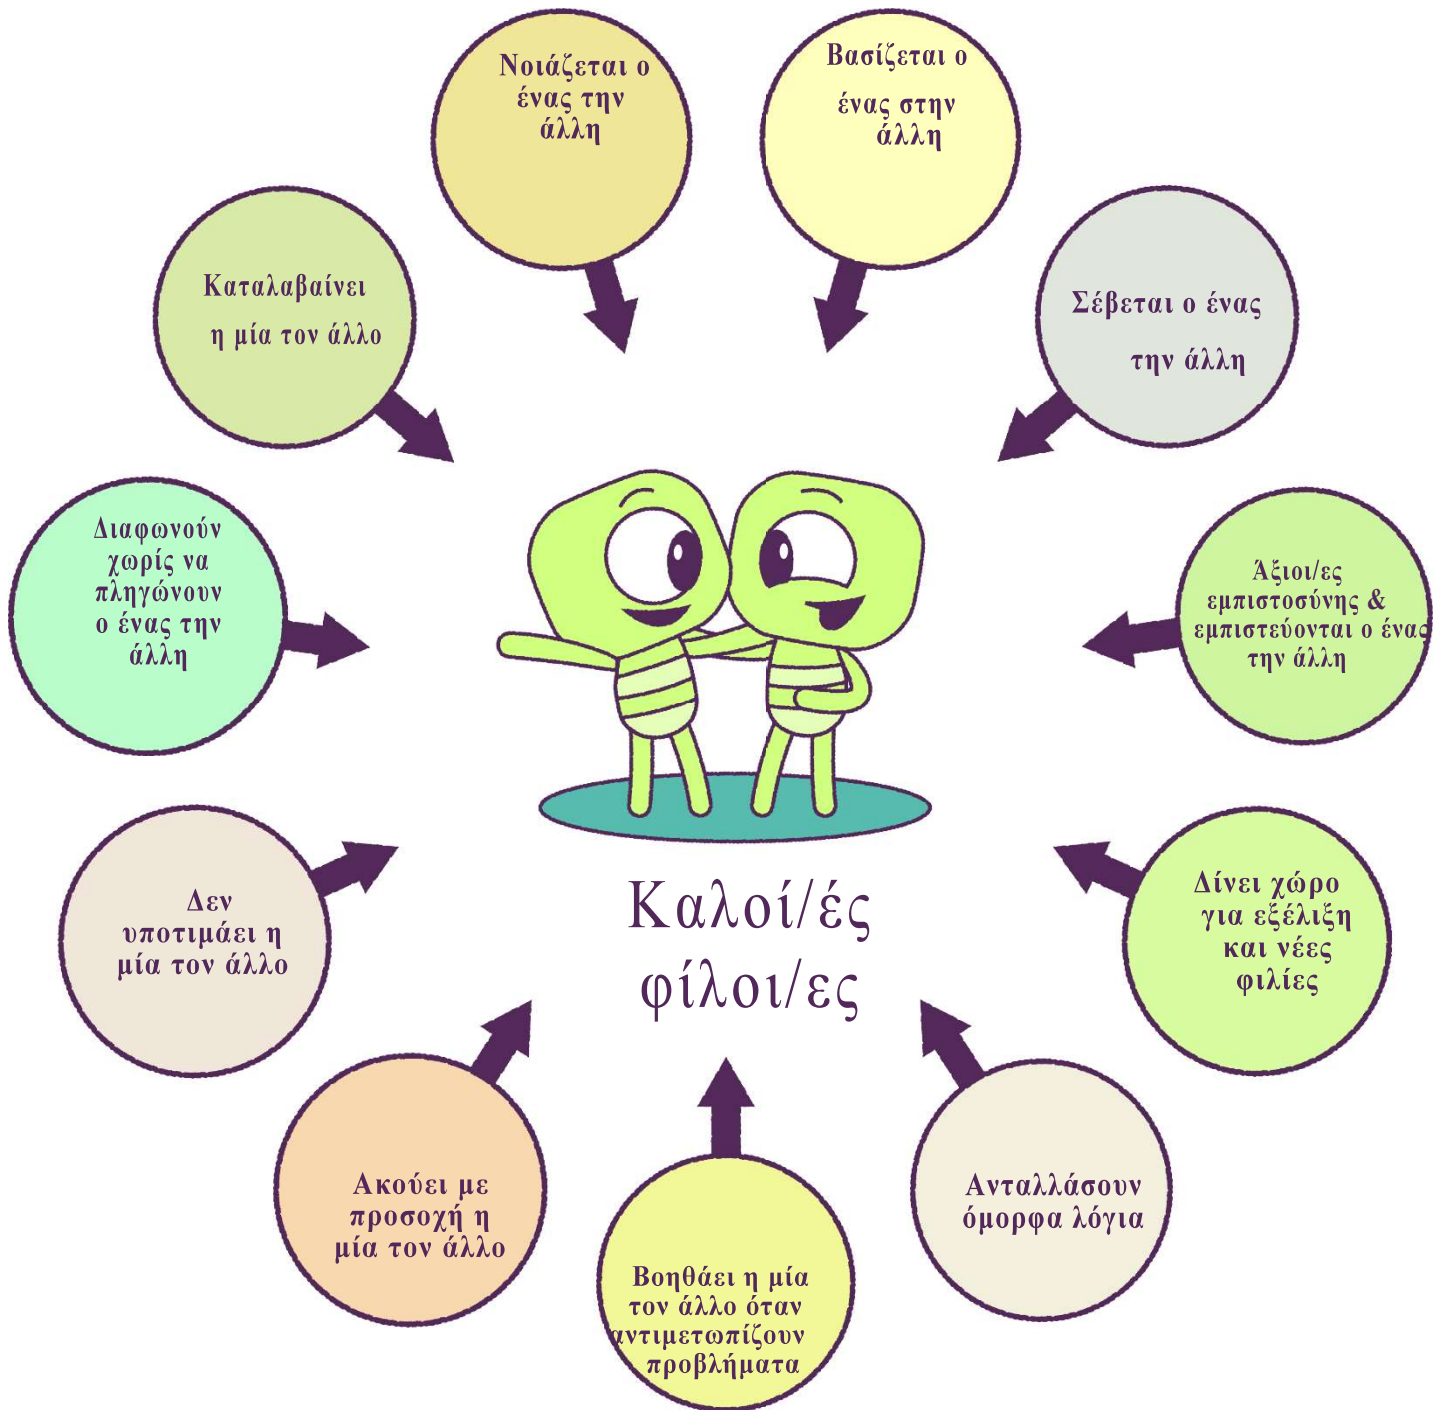 Νοιάζεται ο
ένας την
άλλη
Βασίζεται ο
ένας στην
άλλη
Καταλαβαίνει
η μία τον άλλο
Σέβεται ο ένας
την άλλη
Διαφωνούν
χωρίς να
πληγώνουν
ο ένας την
άλλη
Άξιοι/ες
εμπιστοσύνης &
εμπιστεύονται ο ένας
την άλλη
Δεν
υποτιμάει η
μία τον άλλο
Καλοί/ές
φίλοι/ες
Δίνει χώρο
για εξέλιξη
και νέες
φιλίες
Ακούει με
προσοχή η
μία τον άλλο
Βοηθάει η μία
τον άλλο όταν
αντιμετωπίζουν
προβλήματα
Ανταλλάσουν
όμορφα λόγια